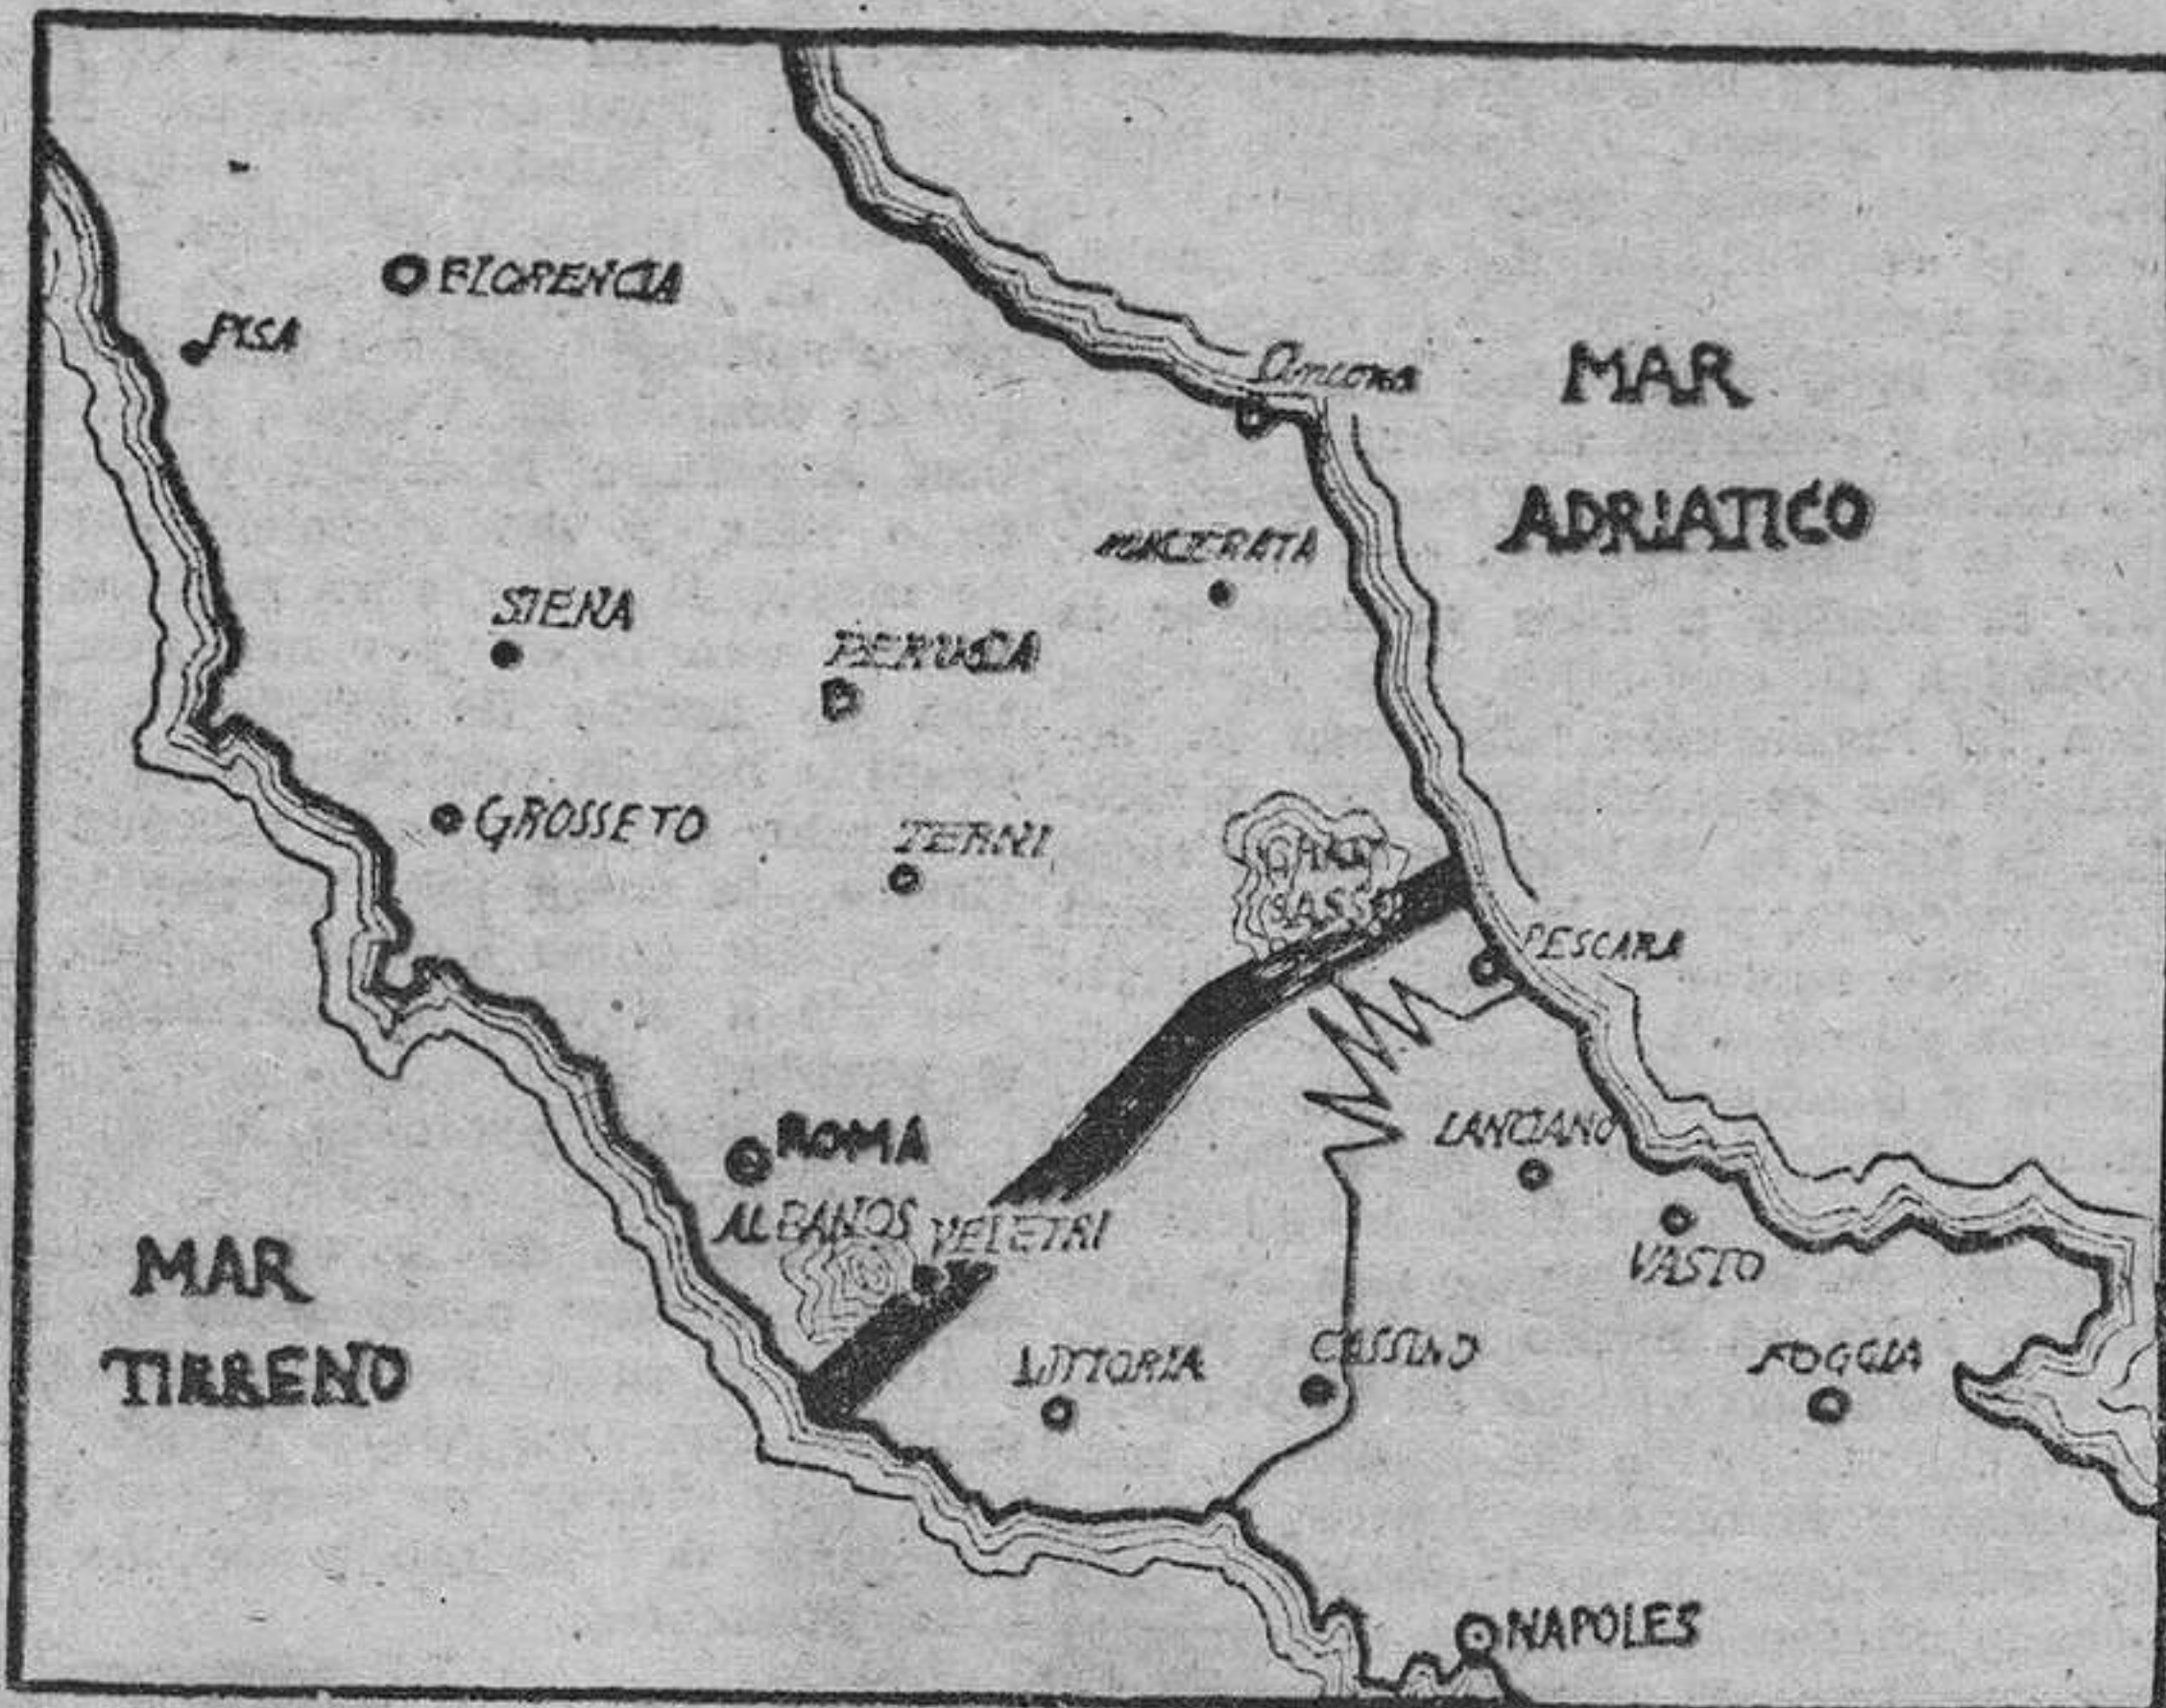 FLORENCIA
PISA
Ancona
MAR
ADRIATICO
MACERATA
SIENA
PERUGIA
GROSSETO
TERNI
GRAN
SASSO
PESCARA
ROMA
LANCIANO
ALBANOS
VELETRI
VASTO
MAR
TIRRENO
LITTORIA
CASSINO
FOGGIA
NAPOLES